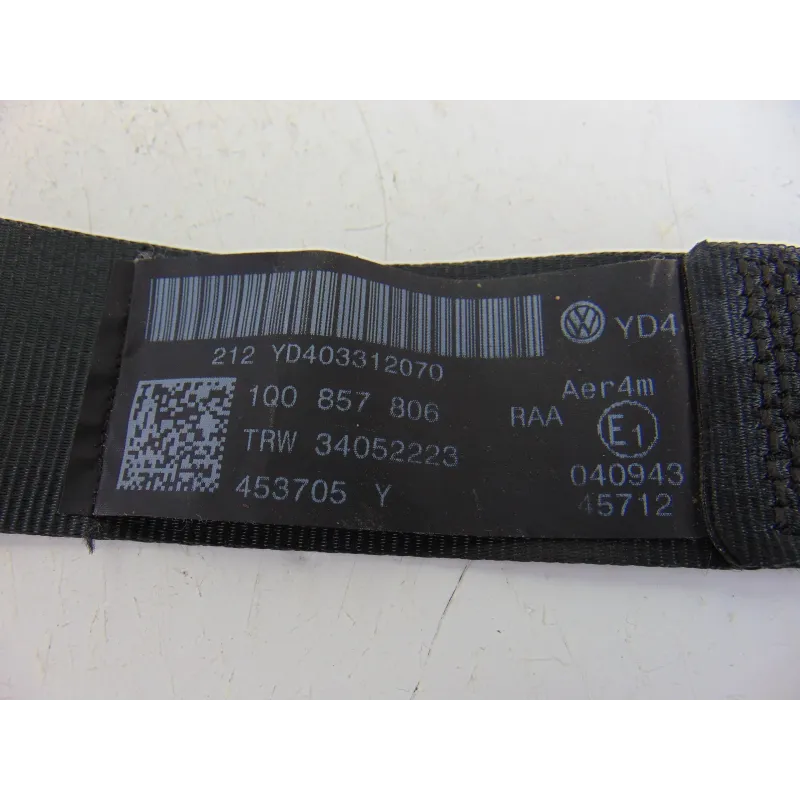 YD4
212 YD403312070
Aer4m
1Q0 857 806 RAA
E1
TRW 34052223
040943
453705 Y
45712